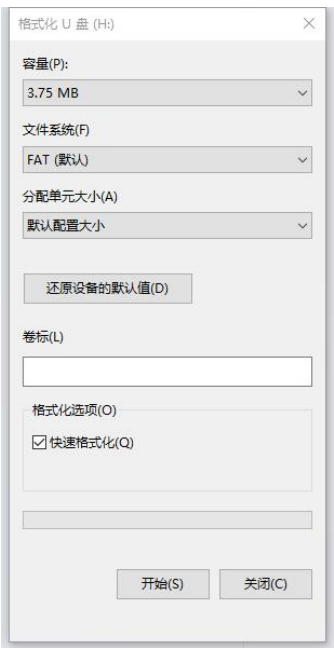 格式化 U 盘 (H:)
容量(P):
3.75 MB
文件系统(F)
FAT (默认)
分配单元大小(A)
默认配置大小
还原设备的默认值(D)
卷标(L)
格式化选项(O)
快速格式化(Q)
开始(S)
关闭(C)